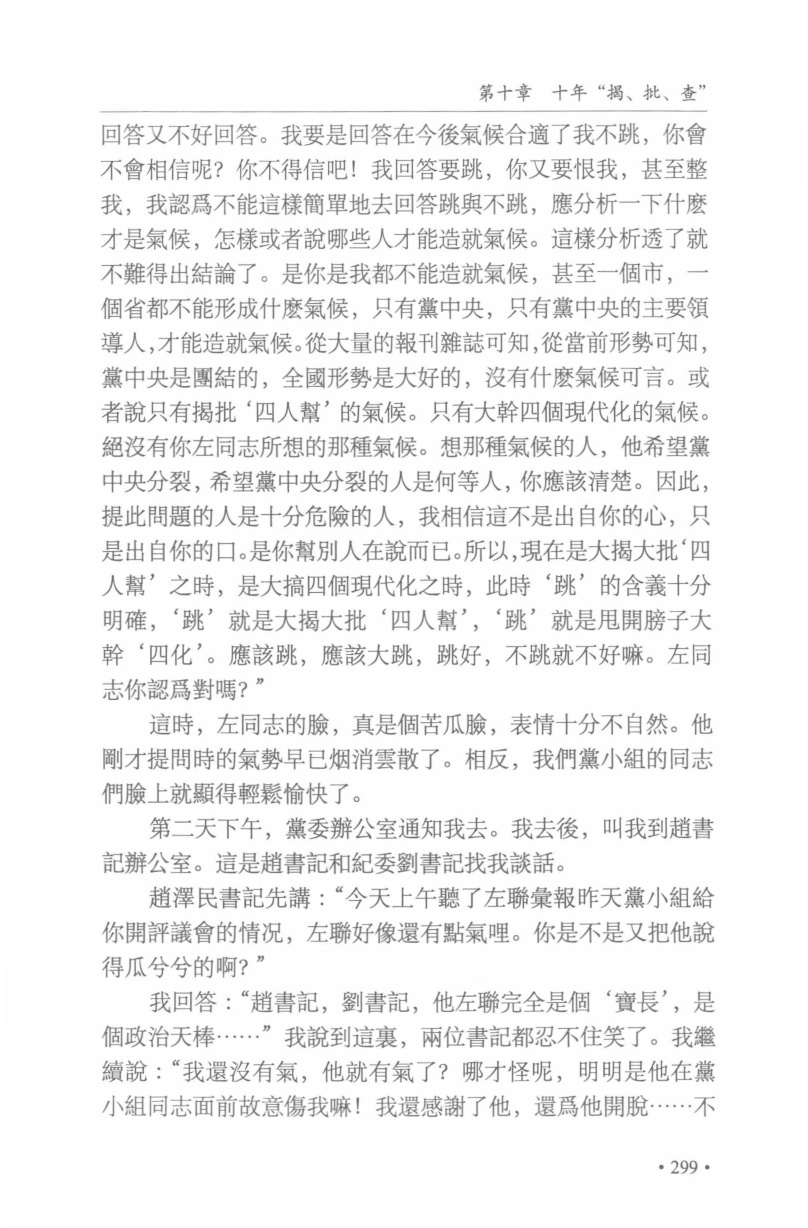 第十章　十年“揭、批、查”
回答又不好回答。我要是回答在今後氣候合適了我不跳，你會
不會相信呢？你不得信吧！我回答要跳，你又要恨我，甚至整
我，我認爲不能這樣簡單地去回答跳與不跳，應分析一下什麽
才是氣候，怎樣或者說哪些人才能造就氣候。這樣分析透了就
不難得出結論了。是你是我都不能造就氣候，甚至一個市，一
個省都不能形成什麽氣候，只有黨中央，只有黨中央的主要領
導人，才能造就氣候。從大量的報刊雜誌可知，從當前形勢可知，
黨中央是團結的，全國形勢是大好的，沒有什麽氣候可言。或
者說只有揭批‘四人幫’的氣候。只有大幹四個現代化的氣候。
絕沒有你左同志所想的那種氣候。想那種氣候的人，他希望黨
中央分裂，希望黨中央分裂的人是何等人，你應該清楚。因此，
提此問題的人是十分危險的人，我相信這不是出自你的心，只
是出自你的口。是你幫別人在說而已。所以，現在是大揭大批‘四
人幫’之時，是大搞四個現代化之時，此時‘跳’的含義十分
明確，‘跳’就是大揭大批‘四人幫’，‘跳’就是甩開膀子大
幹‘四化’。應該跳，應該大跳，跳好，不跳就不好嘛。左同
志你認爲對嗎？”
這時，左同志的臉，真是個苦瓜臉，表情十分不自然。他
剛才提問時的氣勢早已烟消雲散了。相反，我們黨小組的同志
們臉上就顯得輕鬆愉快了。
第二天下午，黨委辦公室通知我去。我去後，叫我到趙書
記辦公室。這是趙書記和紀委劉書記找我談話。
趙澤民書記先講：“今天上午聽了左聯彙報昨天黨小組給
你開評議會的情况，左聯好像還有點氣哩。你是不是又把他說
得瓜兮兮的啊？”
我回答：“趙書記，劉書記，他左聯完全是個‘寶長’，是
個政治天棒……”我說到這裏，兩位書記都忍不住笑了。我繼
續說：“我還沒有氣，他就有氣了？哪才怪呢，明明是他在黨
小組同志面前故意傷我嘛！我還感謝了他，還爲他開脫……不
·299·